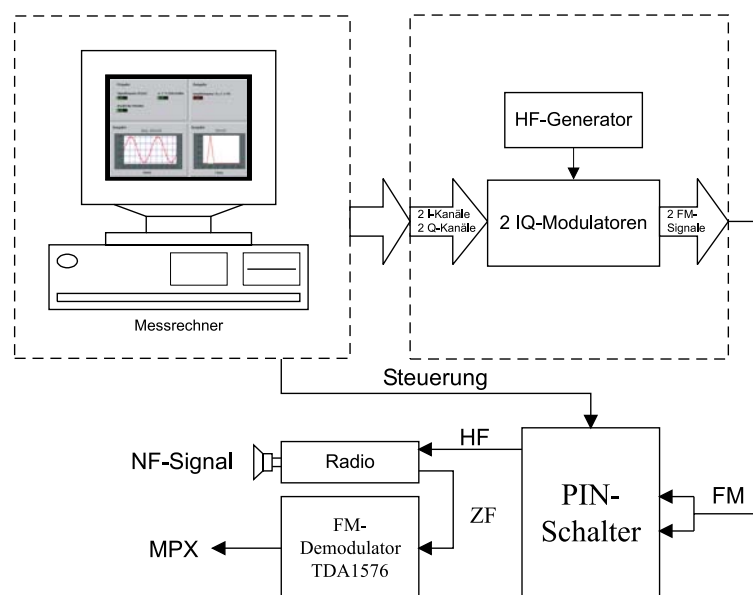 HF-Generator
2 I-Kanäle
2 Q-Kanäle
2 IQ-Modulatoren
2 FM-
Signale
Messrechner
Steuerung
HF
NF-Signal
Radio
PIN-
Schalter
FM
ZF
FM-
Demodulator
TDA1576
MPX